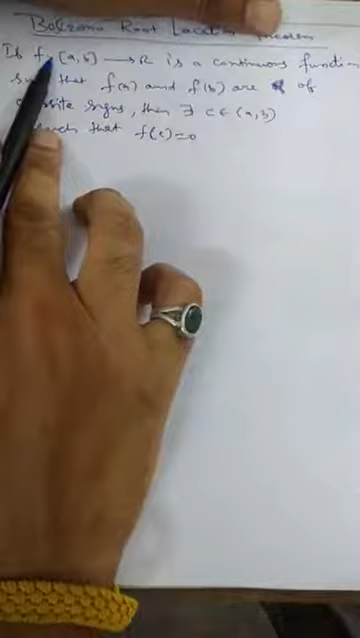 Bolzano Root Location Theorem
If f: [a,b] → R is a continuous function
such that f(a) and f(b) are of
opposite signs, then ∃ c ∈ (a,b)
such that f(c)=0